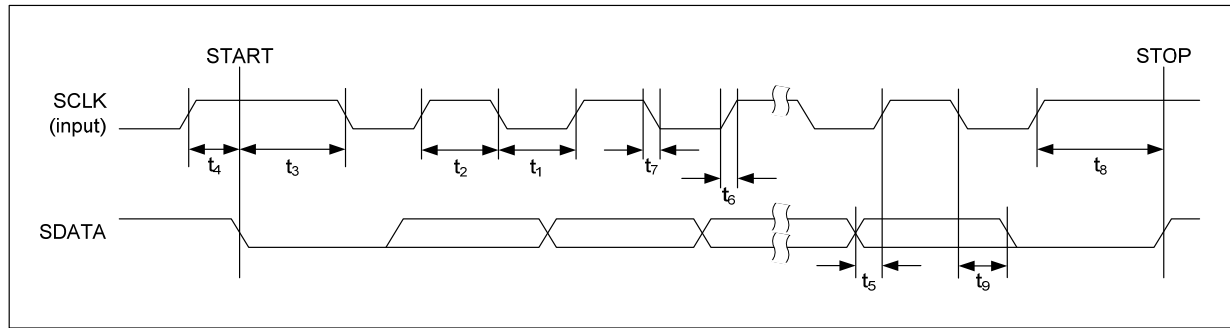 START STOP
SCLK
(input)
t4 t3 t2 t1 t7 t8
t6
SDATA
t5 t9